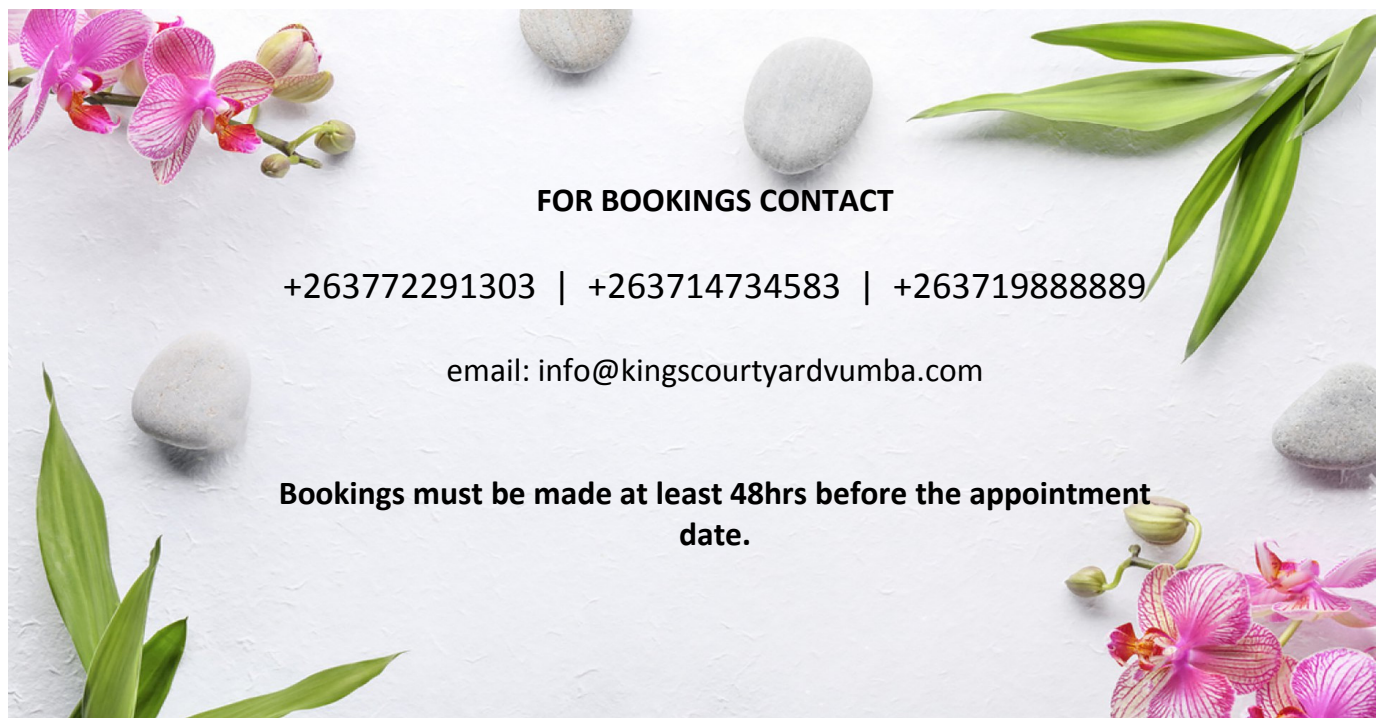 FOR BOOKINGS CONTACT
+263772291303 | +263714734583 | +263719888889
email: info@kingscourtyardvumba.com
Bookings must be made at least 48hrs before the appointment
date.